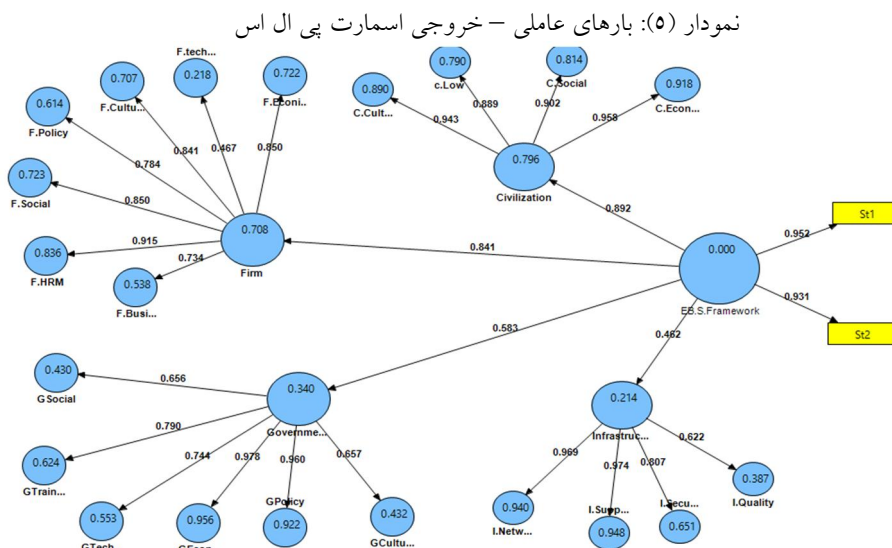 نمودار (۵): بارهای عاملی – خروجی اسمارت پی ال اس
F.tech...
0.218
0.707
F.Cultu...
0.722
F.Econi..
0.614
F.Policy
0.723
F.Social
0.836
F.HRM
0.538
F.Busi...
0.784
0.841
0.467
0.850
0.850
0.915
0.734
0.708
Firm
0.790
c.Low
0.814
C.Social
0.890
C.Cult...
0.918
C.Econ...
0.943
0.889
0.902
0.958
0.796
Civilization
0.892
0.841
0.000
EB.S.Framework
0.952
St1
0.931
St2
0.583
0.462
0.430
GSocial
0.656
0.340
Governme...
0.624
GTrain...
0.790
0.744
0.978
0.960
0.657
0.553
GTech
0.956
GEcon
GPolicy
0.922
0.432
GCultu...
0.214
Infrastruc...
0.969
0.974
0.807
0.622
0.940
I.Netw...
I.Supp...
0.948
I.Secu...
0.651
0.387
I.Quality